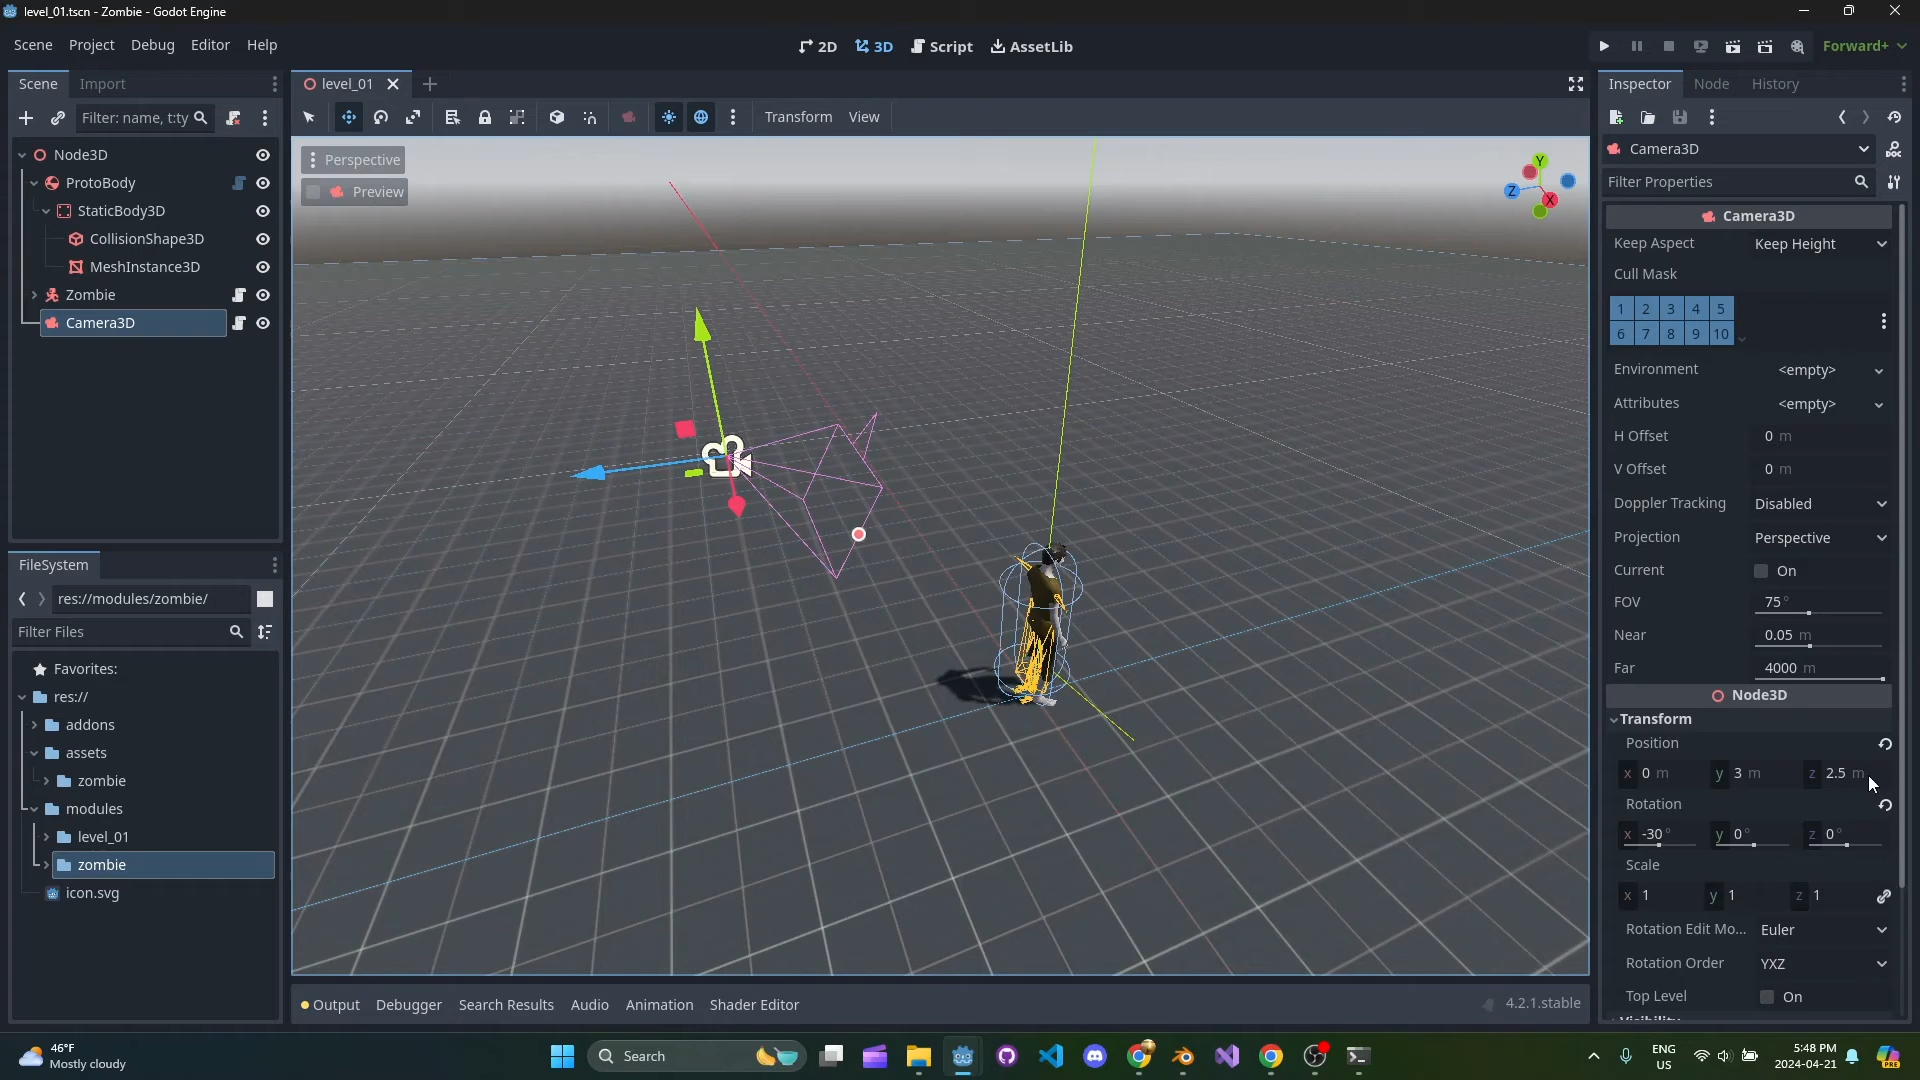 level_01.tscn - Zombie - Godot Engine
Scene Project Debug Editor Help
2D 3D Script AssetLib
Forward+
Scene Import
level_01
Inspector Node History
Filter: name, t:ty
Transform View
Camera3D
Filter Properties
Node3D
ProtoBody
StaticBody3D
CollisionShape3D
MeshInstance3D
Zombie
Camera3D
Perspective
Preview
Y
Z
X
Camera3D
Keep Aspect Keep Height
Cull Mask
1 2 3 4 5
6 7 8 9 10
Environment <empty>
Attributes <empty>
H Offset 0 m
V Offset 0 m
Doppler Tracking Disabled
Projection Perspective
Current On
FOV 75 °
Near 0.05 m
Far 4000 m
Node3D
Transform
Position
x 0 m y 3 m z 2.5 m
Rotation
x -30 ° y 0 ° z 0 °
Scale
x 1 y 1 z 1
Rotation Edit Mo... Euler
Rotation Order YXZ
Top Level On
Visibility
FileSystem
res://modules/zombie/
Filter Files
Favorites:
res://
addons
assets
zombie
modules
level_01
zombie
icon.svg
Output Debugger Search Results Audio Animation Shader Editor
4.2.1.stable
46°F
Mostly cloudy
Search
ENG
US
5:48 PM
2024-04-21
PRE